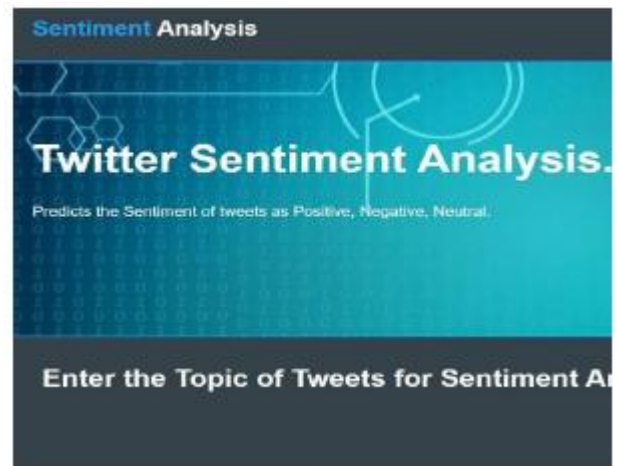 Sentiment Analysis
Twitter Sentiment Analysis.
Predicts the Sentiment of tweets as Positive, Negative, Neutral.
Enter the Topic of Tweets for Sentiment A